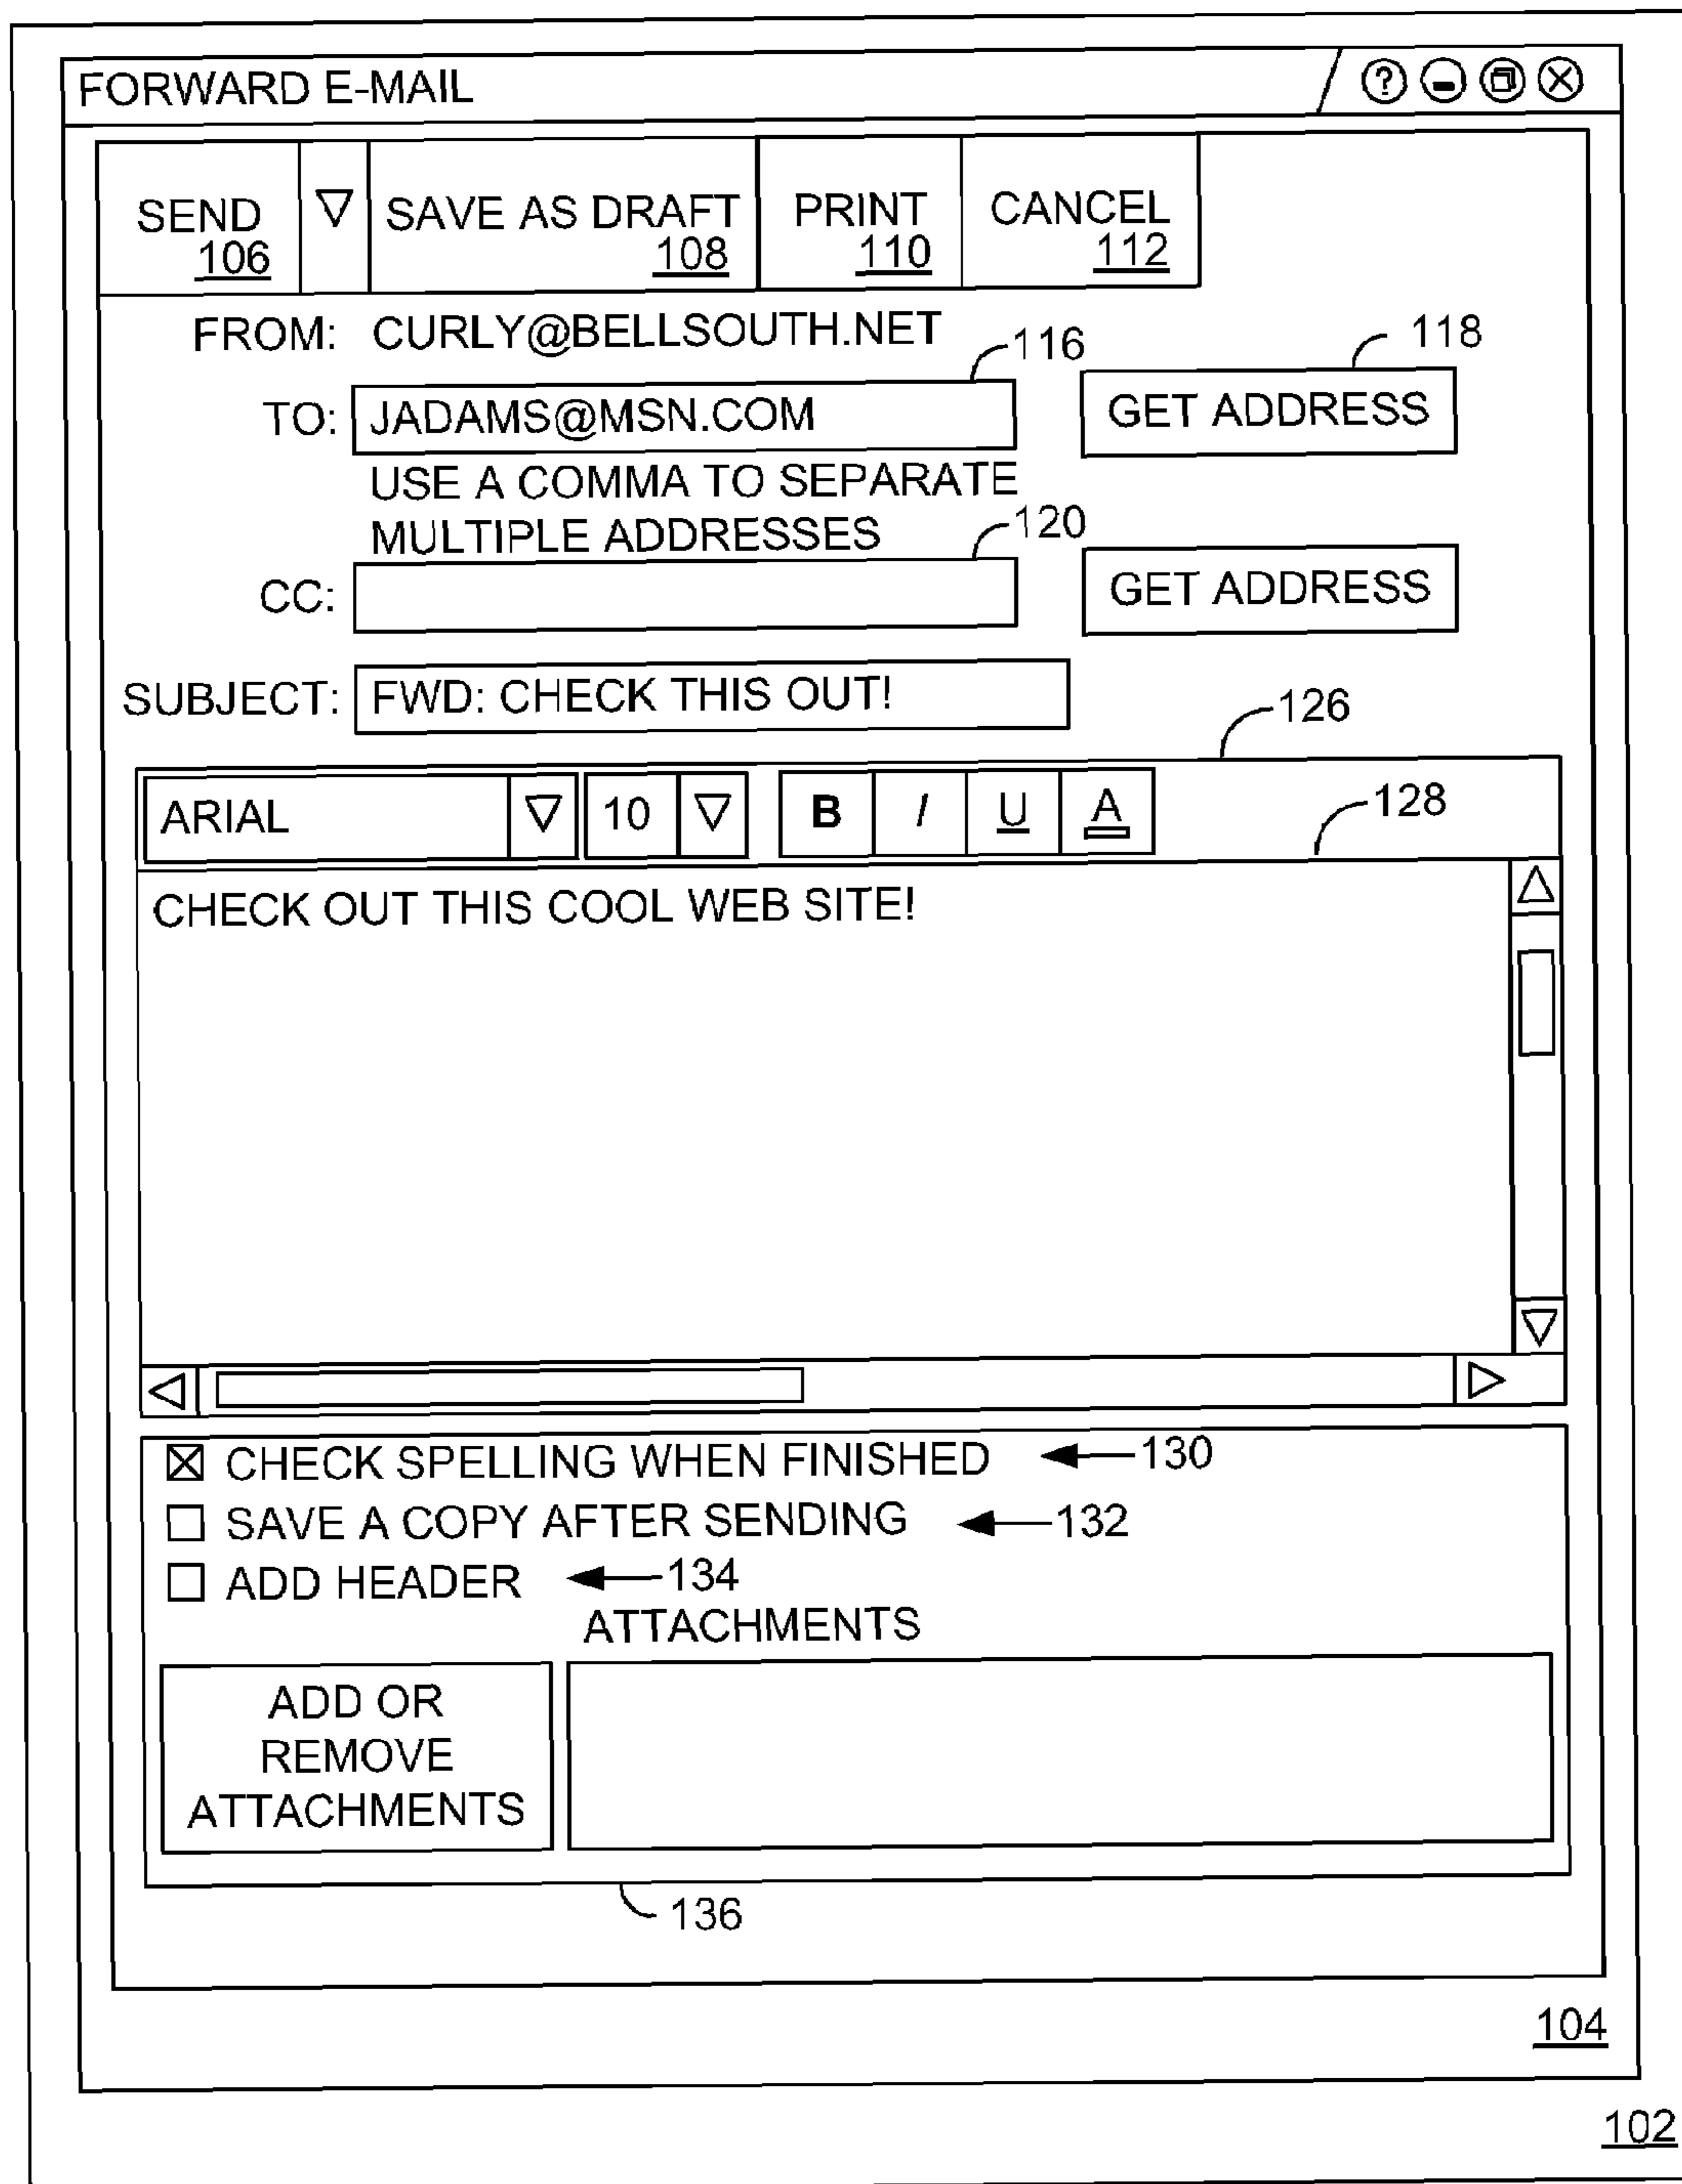 FORWARD E-MAIL ?
SEND SAVE AS DRAFT PRINT CANCEL
106 108 110 112
FROM: CURLY@BELLSOUTH.NET
116 118
TO: JADAMS@MSN.COM GET ADDRESS
USE A COMMA TO SEPARATE
MULTIPLE ADDRESSES
120
CC: GET ADDRESS
SUBJECT: FWD: CHECK THIS OUT!
126
ARIAL 10 B I U A
128
CHECK OUT THIS COOL WEB SITE!
CHECK SPELLING WHEN FINISHED 130
SAVE A COPY AFTER SENDING 132
ADD HEADER 134
ATTACHMENTS
ADD OR
REMOVE
ATTACHMENTS
136
104
102